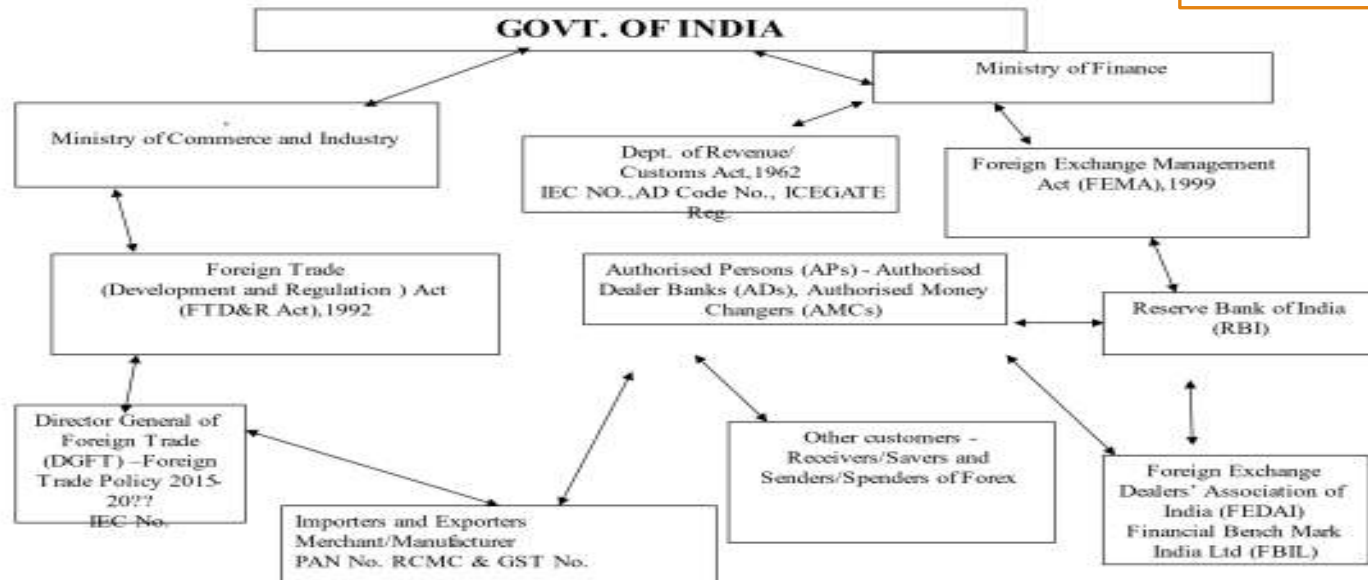 GOVT. OF INDIA
Ministry of Finance
Ministry of Commerce and Industry
Dept. of Revenue/
Customs Act,1962
IEC NO.,AD Code No., ICEGATE
Reg.
Foreign Exchange Management
Act (FEMA),1999
Foreign Trade
(Development and Regulation ) Act
(FTD&R Act),1992
Authorised Persons (APs) - Authorised
Dealer Banks (ADs), Authorised Money
Changers (AMCs)
Reserve Bank of India
(RBI)
Director General of
Foreign Trade
(DGFT) –Foreign
Trade Policy 2015-
20??
IEC No.
Importers and Exporters
Merchant/Manufacturer
PAN No. RCMC & GST No.
Other customers -
Receivers/Savers and
Senders/Spenders of Forex
Foreign Exchange
Dealers’ Association of
India (FEDAI)
Financial Bench Mark
India Ltd (FBIL)